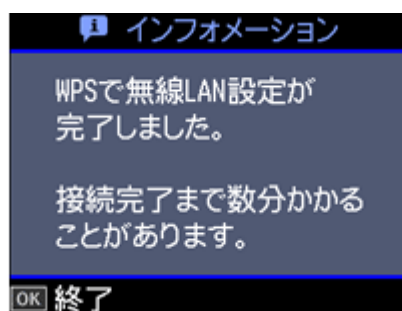 インフォメーション
WPSで無線LAN設定が
完了しました。
接続完了まで数分かかる
ことがあります。
OK 終了